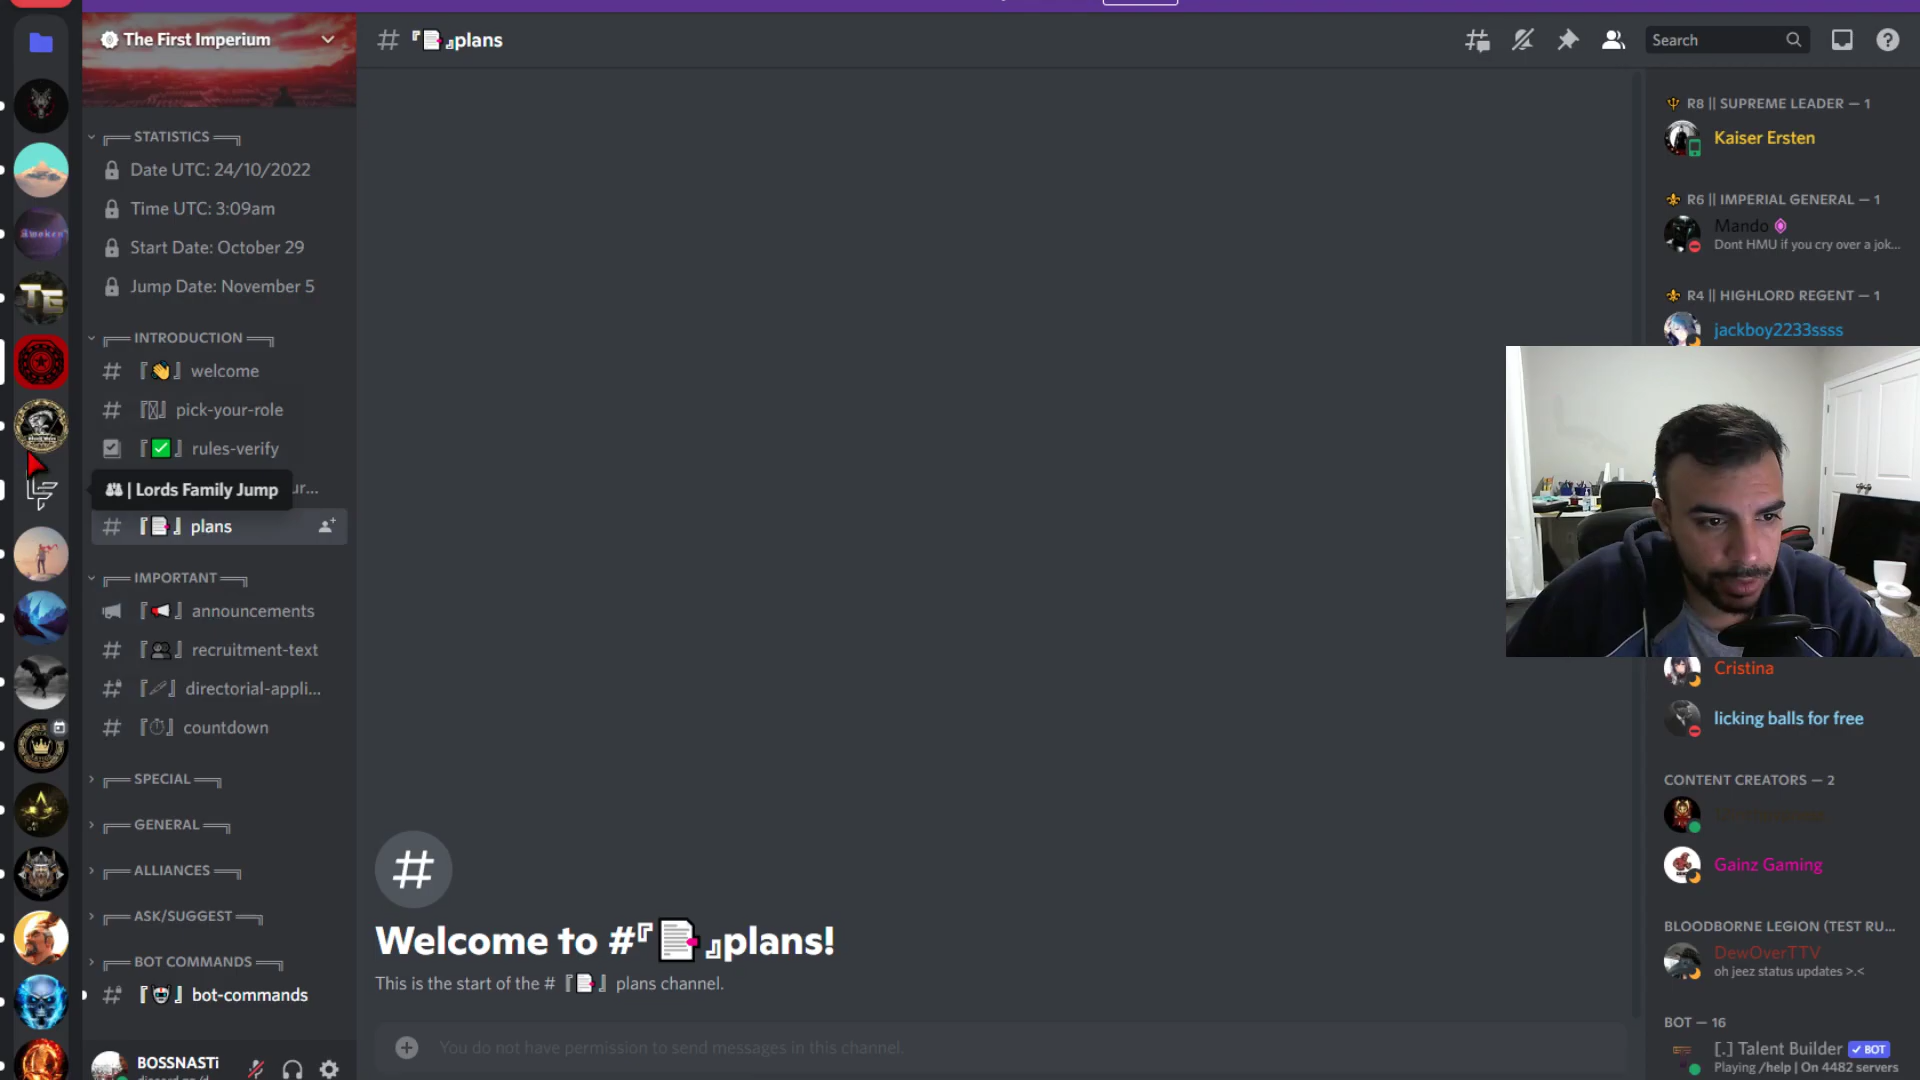 The First Imperium
STATISTICS
Date UTC: 24/10/2022
Time UTC: 3:09am
Start Date: October 29
Jump Date: November 5
INTRODUCTION
# 『👋』 welcome
# 『』 pick-your-role
『✅』 rules-verify
| Lords Family Jump
ur...
# 『📑』 plans
IMPORTANT
『📢』 announcements
# 『👥』 recruitment-text
# 『🖊』 directorial-appli...
# 『⏱』 countdown
SPECIAL
GENERAL
ALLIANCES
ASK/SUGGEST
BOT COMMANDS
# 『🤖』 bot-commands
BOSSNASTi
Awoken
TE
# 『📑』plans
Search
Welcome to #『📑』plans!
This is the start of the # 『📑』 plans channel.
You do not have permission to send messages in this channel.
R8 || SUPREME LEADER — 1
Kaiser Ersten
R6 || IMPERIAL GENERAL — 1
Mando
Dont HMU if you cry over a jok...
R4 || HIGHLORD REGENT — 1
jackboy2233ssss
Cristina
licking balls for free
CONTENT CREATORS — 2
Gainz Gaming
BLOODBORNE LEGION (TEST RU...
DewOverTTV
oh jeez status updates >.<
BOT — 16
[.] Talent Builder ✓ BOT
Playing /help | On 4482 servers